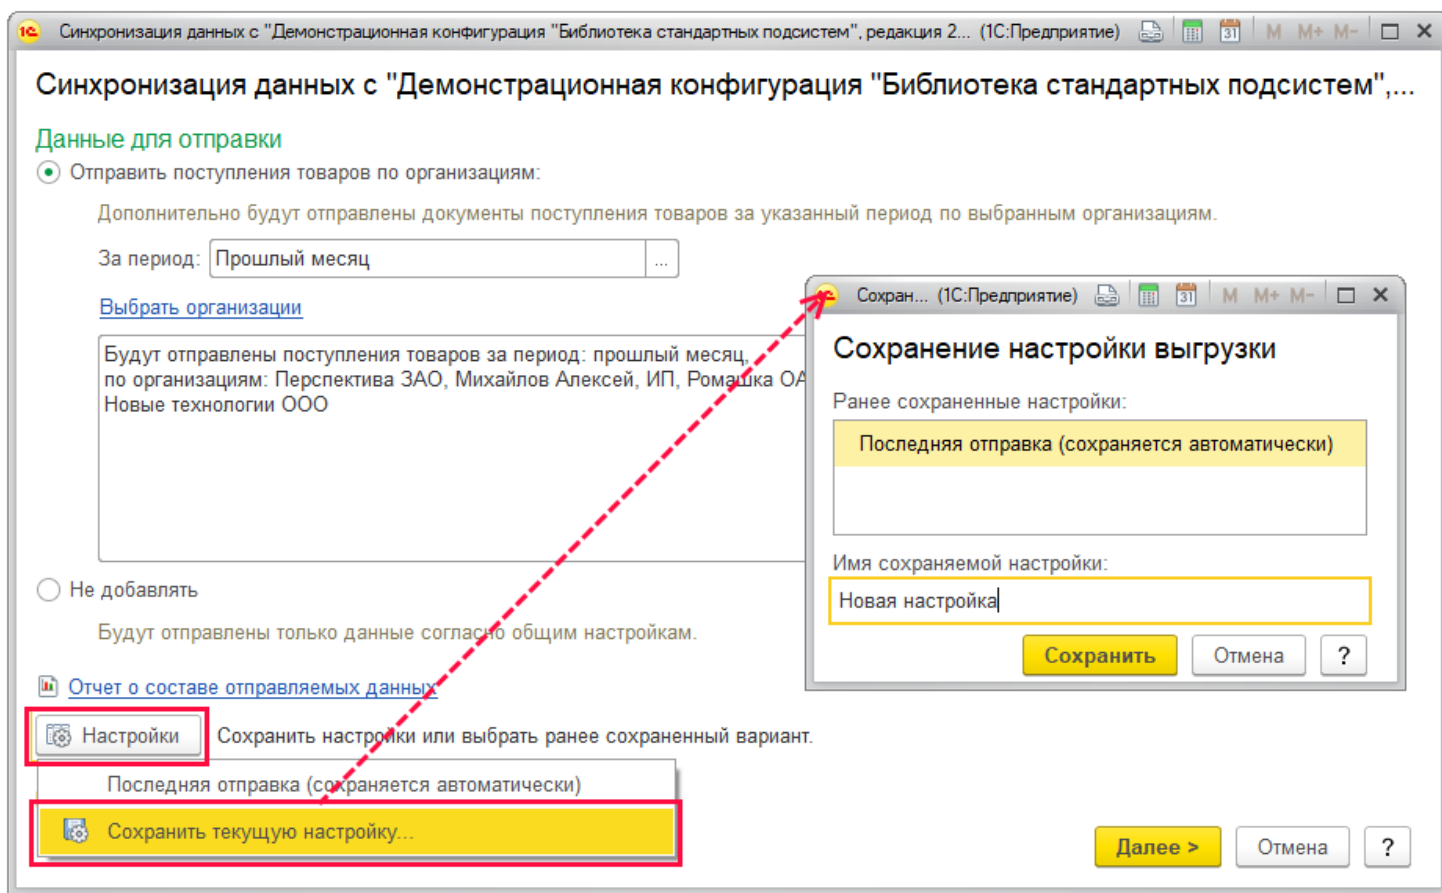 Синхронизация данных с "Демонстрационная конфигурация "Библиотека стандартных подсистем", редакция 2... (1С:Предприятие)
31 M M+ M-
Синхронизация данных с "Демонстрационная конфигурация "Библиотека стандартных подсистем",...
Данные для отправки
Отправить поступления товаров по организациям:
Дополнительно будут отправлены документы поступления товаров за указанный период по выбранным организациям.
За период: Прошлый месяц ...
Выбрать организации
Будут отправлены поступления товаров за период: прошлый месяц,
по организациям: Перспектива ЗАО, Михайлов Алексей, ИП, Ромашка ОА
Новые технологии ООО
Не добавлять
Будут отправлены только данные согласно общим настройкам.
Отчет о составе отправляемых данных
Настройки Сохранить настройки или выбрать ранее сохраненный вариант.
Последняя отправка (сохраняется автоматически)
Сохранить текущую настройку...
Далее > Отмена ?
Сохран... (1С:Предприятие) 31 M M+ M-
Сохранение настройки выгрузки
Ранее сохраненные настройки:
Последняя отправка (сохраняется автоматически)
Имя сохраняемой настройки:
Новая настройка
Сохранить Отмена ?